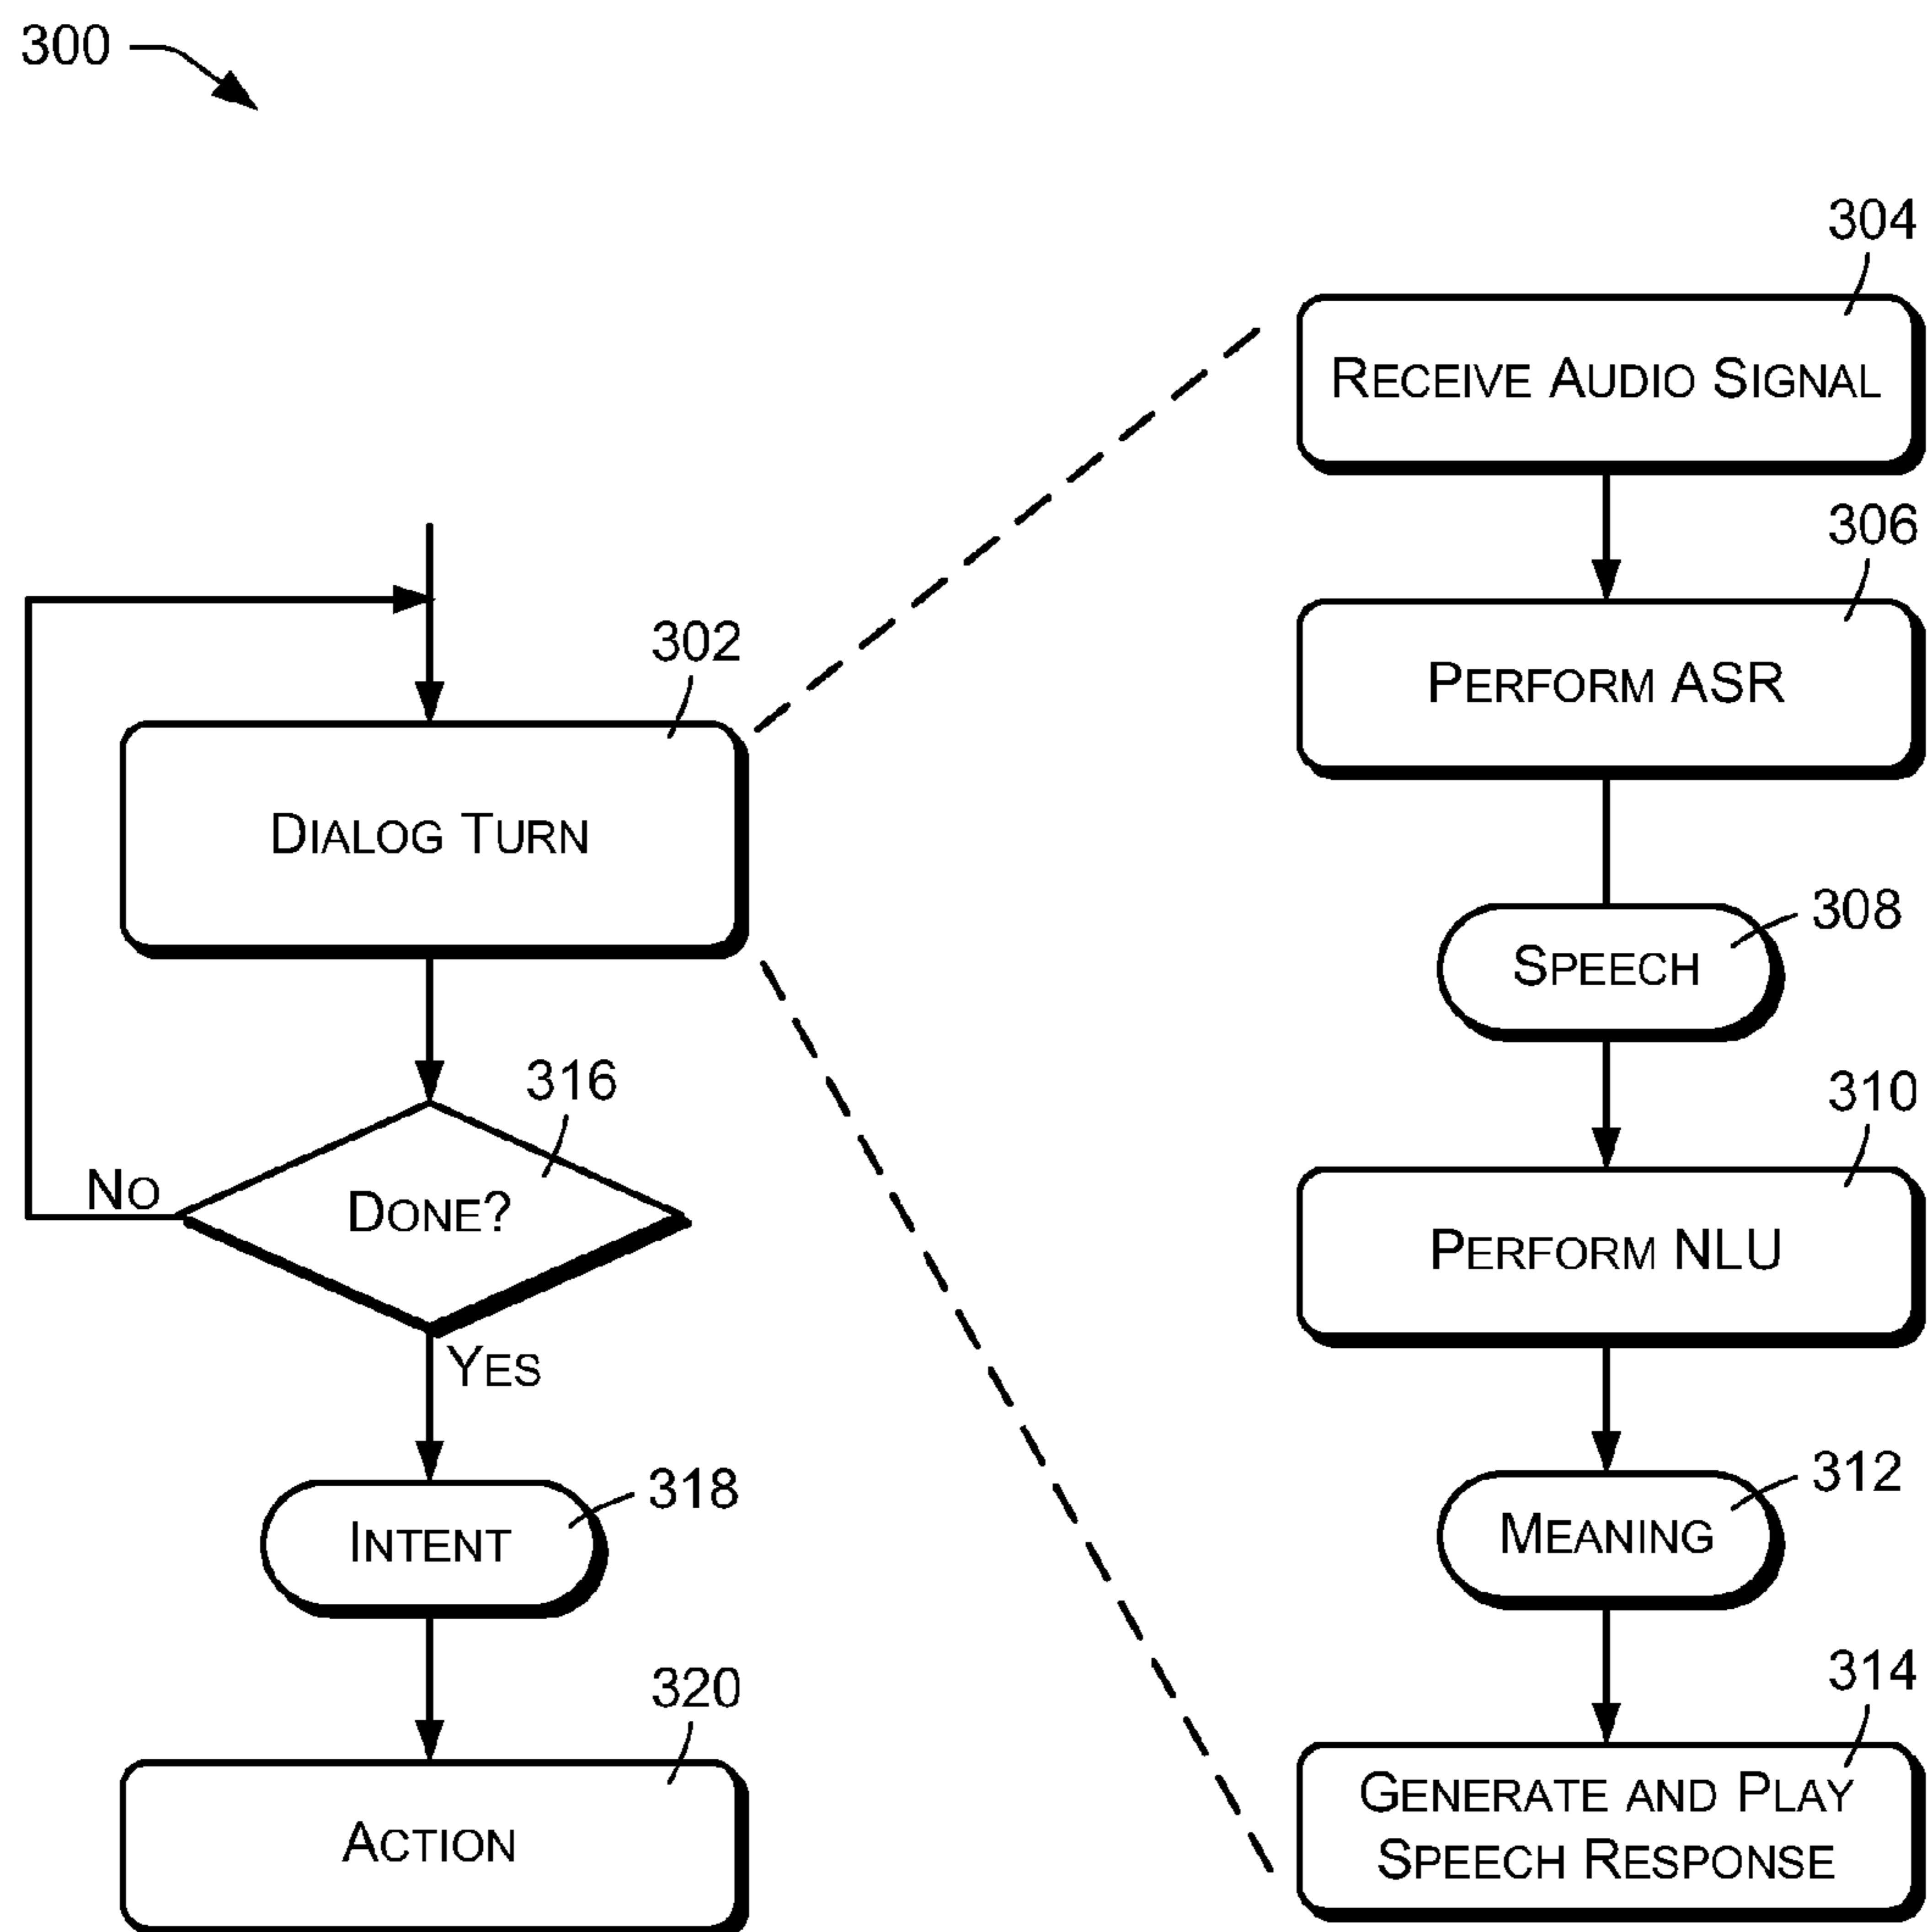 300
304
RECEIVE AUDIO SIGNAL
306
PERFORM ASR
308
SPEECH
310
PERFORM NLU
312
MEANING
314
GENERATE AND PLAY
SPEECH RESPONSE
302
DIALOG TURN
316
DONE?
NO
YES
318
INTENT
320
ACTION